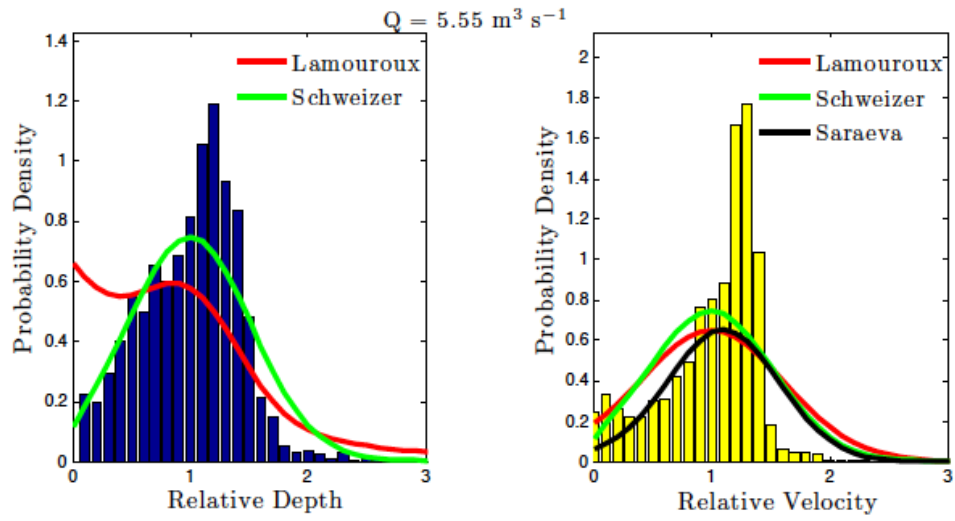 Q = 5.55 m³ s⁻¹
1.4
1.2
1
0.8
0.6
0.4
0.2
0
0
1
2
3
Probability Density
Relative Depth
Lamouroux
Schweizer
2
1.8
1.6
1.4
1.2
1
0.8
0.6
0.4
0.2
0
0
1
2
3
Probability Density
Relative Velocity
Lamouroux
Schweizer
Saraeva